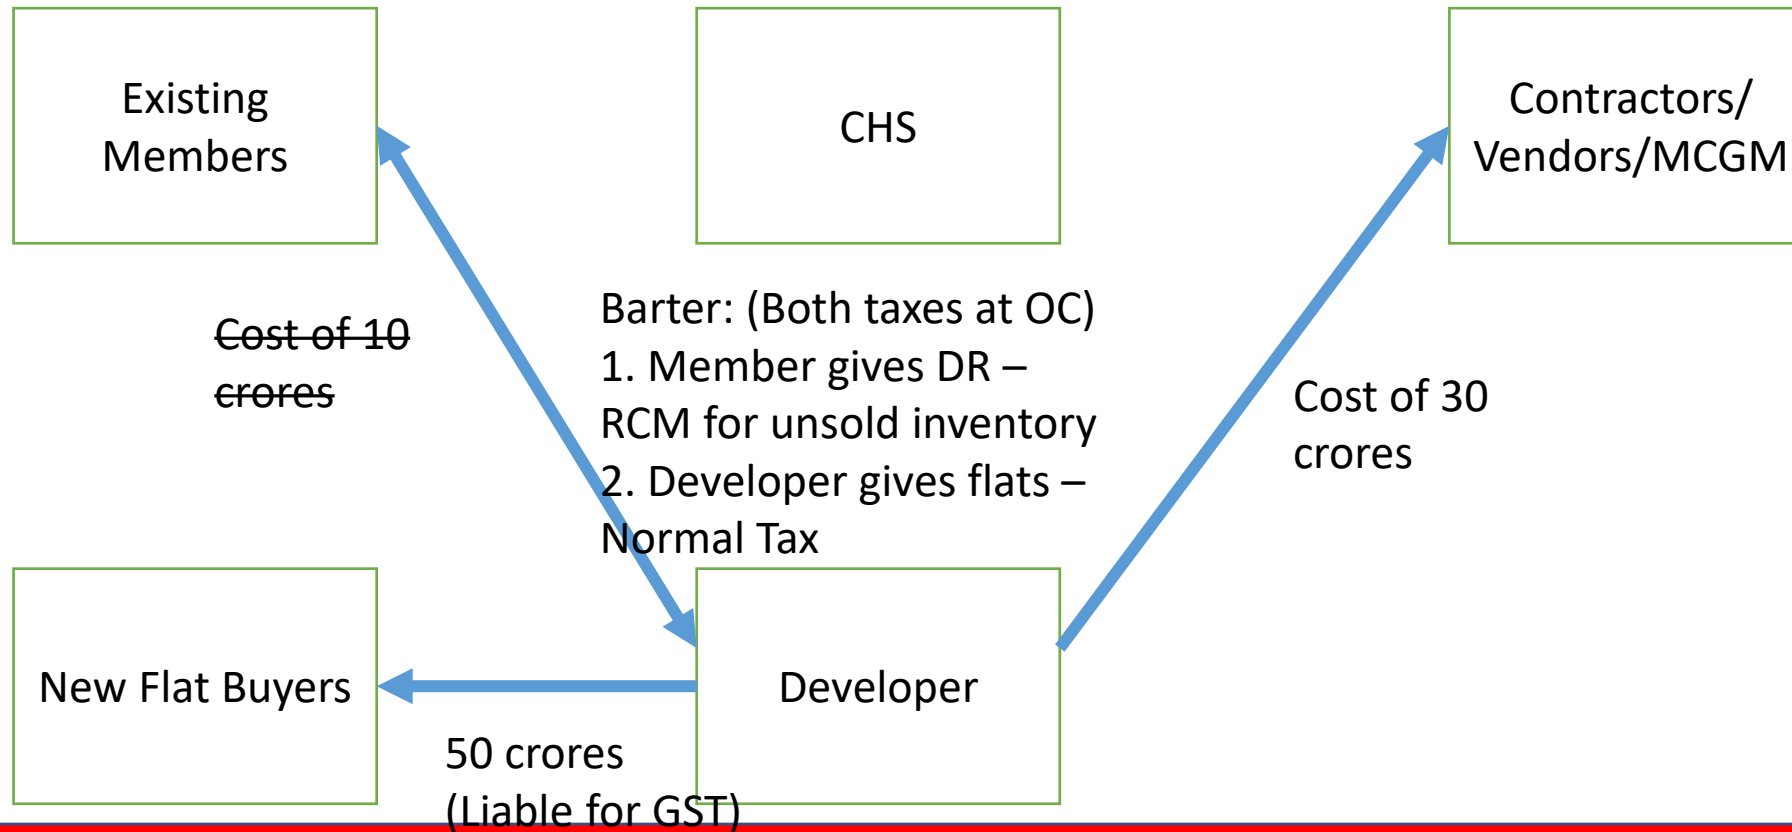 Existing
Members
CHS
Contractors/
Vendors/MCGM
Cost of 10
crores
Barter: (Both taxes at OC)
1. Member gives DR –
RCM for unsold inventory
2. Developer gives flats –
Normal Tax
Cost of 30
crores
New Flat Buyers
Developer
50 crores
(Liable for GST)